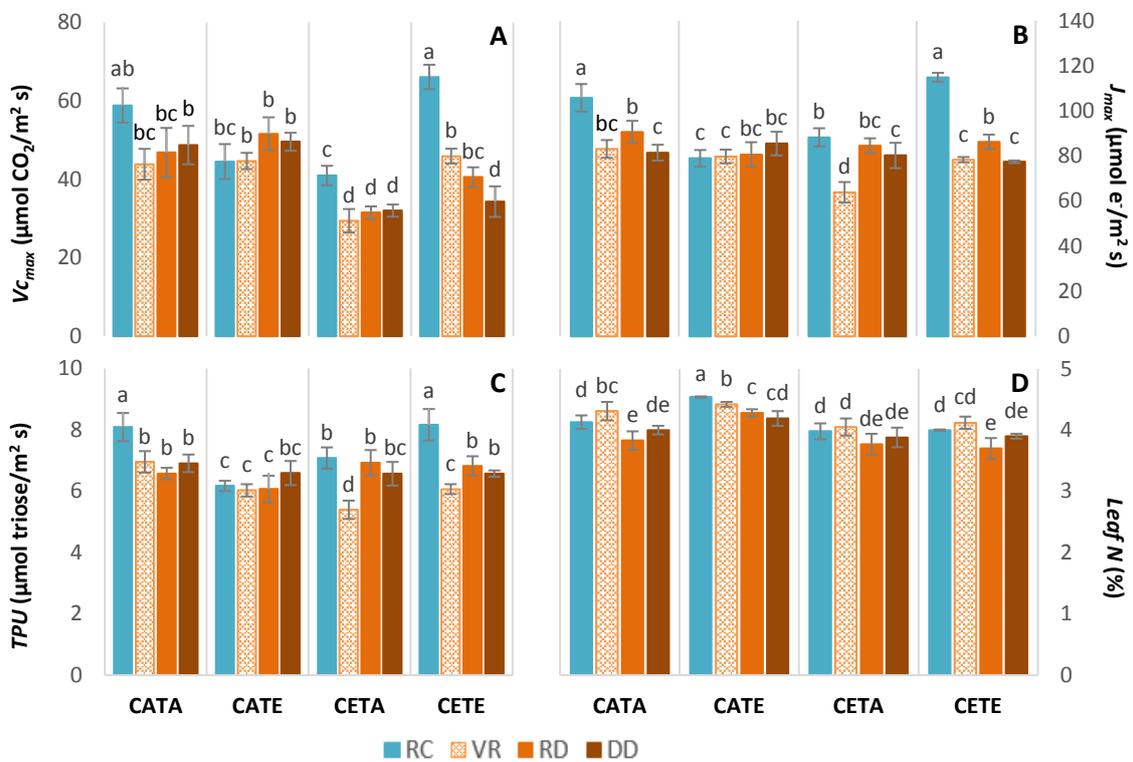 80
60
40
20
0
Vc_max (µmol CO₂/m² s)
A
ab
bc
bc
b
bc
b
b
b
c
d
d
d
a
b
bc
d
140
120
100
80
60
40
20
0
J_max (µmol e⁻/m² s)
B
a
bc
b
c
c
c
bc
bc
b
d
bc
c
a
c
b
c
10
8
6
4
2
0
TPU (µmol triose/m² s)
C
a
b
b
b
c
c
c
bc
b
d
b
bc
a
c
b
b
CATA CATE CETA CETE
5
4
3
2
1
0
Leaf N (%)
D
d
bc
e
de
a
b
c
cd
d
d
de
de
d
cd
e
de
CATA CATE CETA CETE
RC VR RD DD